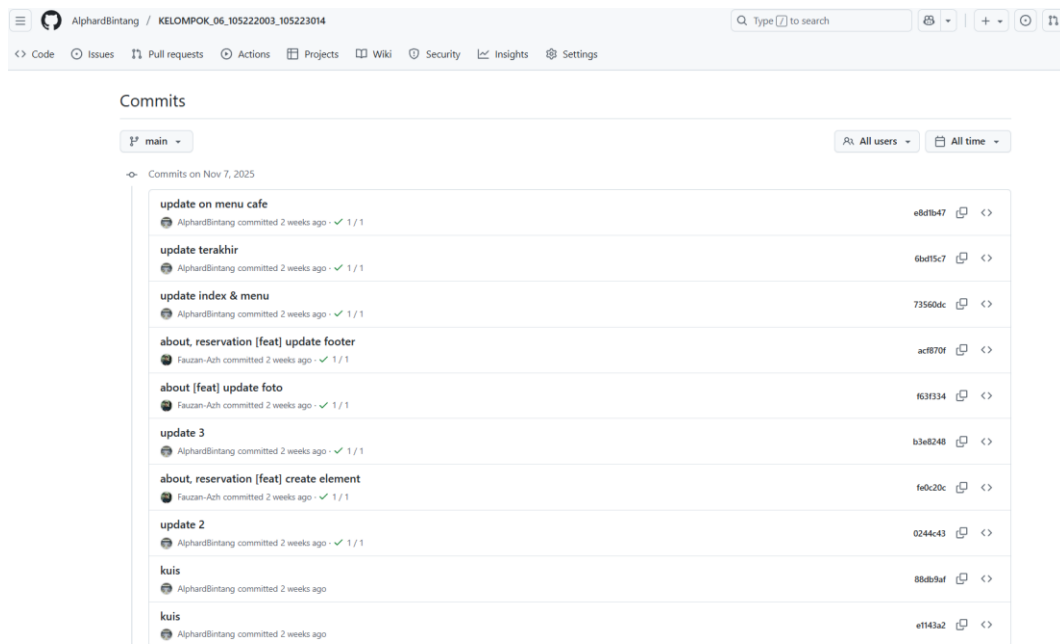 AlphardBintang / KELOMPOK_06_105222003_105223014
Type / to search
Code Issues Pull requests Actions Projects Wiki Security Insights Settings
Commits
main
All users All time
Commits on Nov 7, 2025
update on menu cafe
AlphardBintang committed 2 weeks ago · 1 / 1
e8d1b47
update terakhir
AlphardBintang committed 2 weeks ago · 1 / 1
6bd15c7
update index & menu
AlphardBintang committed 2 weeks ago · 1 / 1
73560dc
about, reservation [feat] update footer
Fauzan-Azh committed 2 weeks ago · 1 / 1
acf870f
about [feat] update foto
Fauzan-Azh committed 2 weeks ago · 1 / 1
f63f334
update 3
AlphardBintang committed 2 weeks ago · 1 / 1
b3e8248
about, reservation [feat] create element
Fauzan-Azh committed 2 weeks ago · 1 / 1
fe0c20c
update 2
AlphardBintang committed 2 weeks ago · 1 / 1
0244c43
kuis
AlphardBintang committed 2 weeks ago
88db9af
kuis
AlphardBintang committed 2 weeks ago
e1143a2